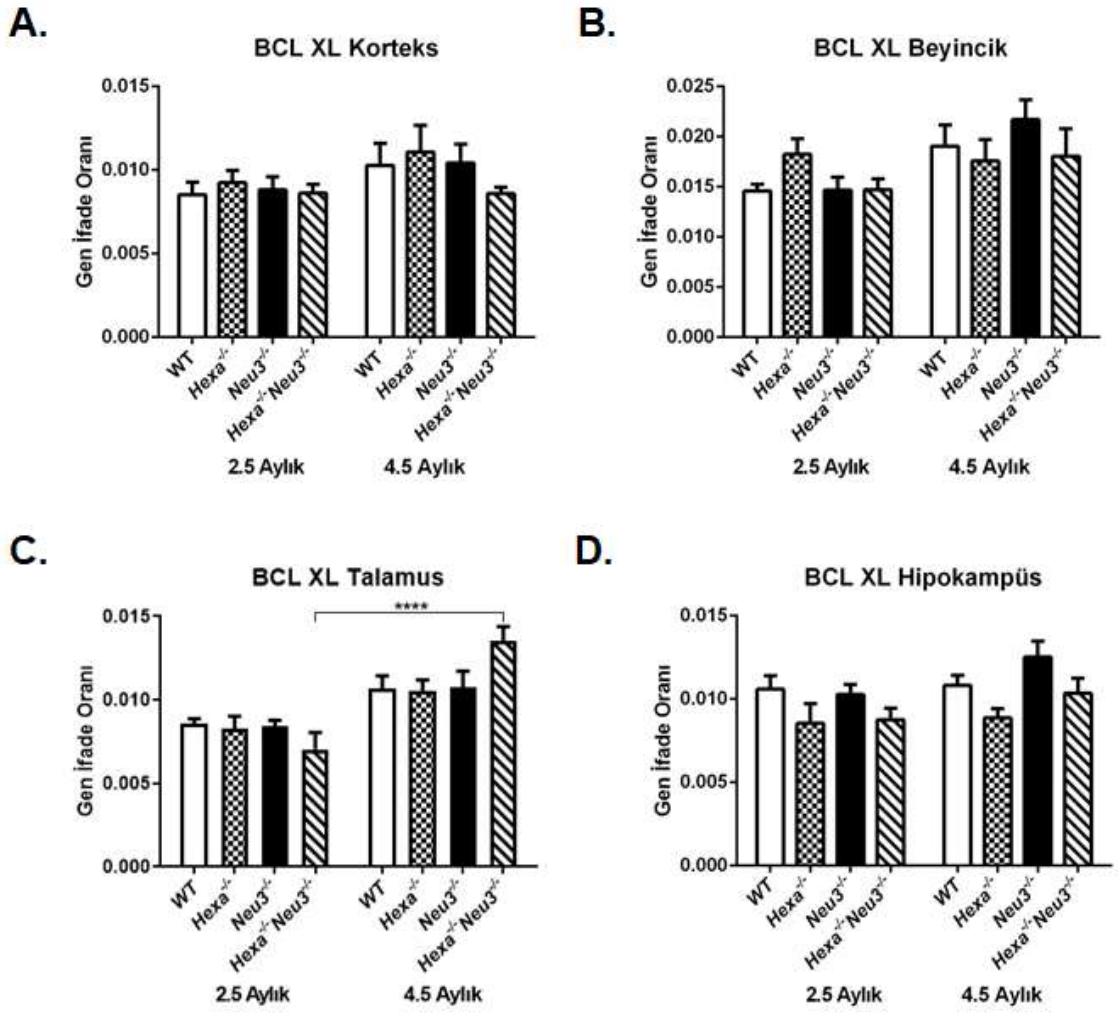 A.
BCL XL Korteks
Gen İfade Oranı
0.015
0.010
0.005
0.000
WT
Hexa-/-
Neu3-/-
Hexa-/-Neu3-/-
WT
Hexa-/-
Neu3-/-
Hexa-/-Neu3-/-
2.5 Aylık
4.5 Aylık
B.
BCL XL Beyincik
Gen İfade Oranı
0.025
0.020
0.015
0.010
0.005
0.000
WT
Hexa-/-
Neu3-/-
Hexa-/-Neu3-/-
WT
Hexa-/-
Neu3-/-
Hexa-/-Neu3-/-
2.5 Aylık
4.5 Aylık
C.
BCL XL Talamus
Gen İfade Oranı
0.015
0.010
0.005
0.000
****
WT
Hexa-/-
Neu3-/-
Hexa-/-Neu3-/-
WT
Hexa-/-
Neu3-/-
Hexa-/-Neu3-/-
2.5 Aylık
4.5 Aylık
D.
BCL XL Hipokampüs
Gen İfade Oranı
0.015
0.010
0.005
0.000
WT
Hexa-/-
Neu3-/-
Hexa-/-Neu3-/-
WT
Hexa-/-
Neu3-/-
Hexa-/-Neu3-/-
2.5 Aylık
4.5 Aylık